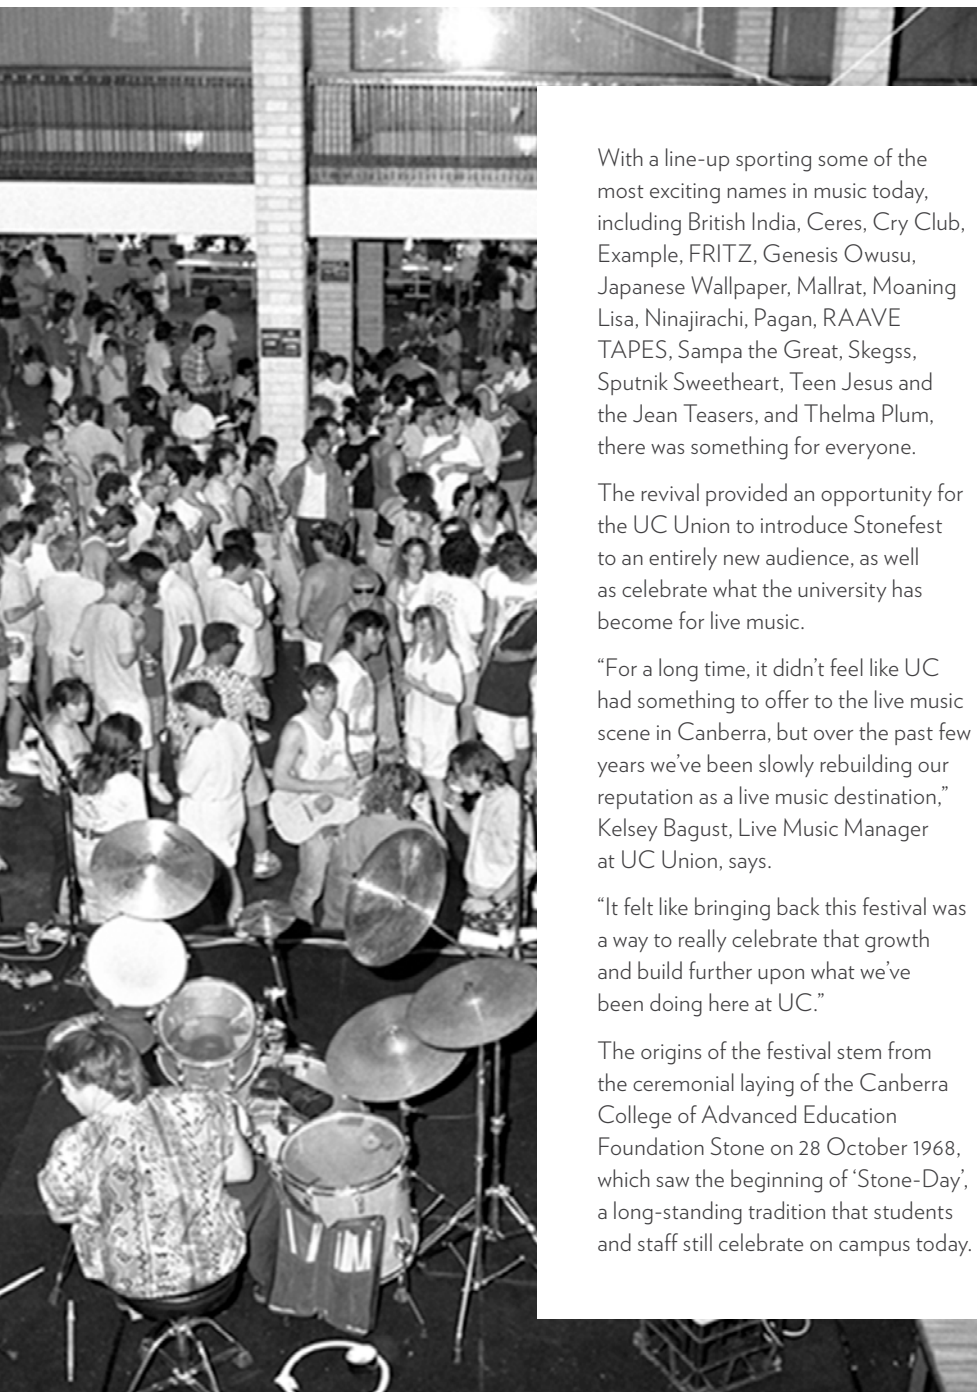 With a line-up sporting some of the
most exciting names in music today,
including British India, Ceres, Cry Club,
Example, FRITZ, Genesis Owusu,
Japanese Wallpaper, Mallrat, Moaning
Lisa, Ninajirachi, Pagan, RAAVE
TAPES, Sampa the Great, Skegss,
Sputnik Sweetheart, Teen Jesus and
the Jean Teasers, and Thelma Plum,
there was something for everyone.
The revival provided an opportunity for
the UC Union to introduce Stonefest
to an entirely new audience, as well
as celebrate what the university has
become for live music.
“For a long time, it didn’t feel like UC
had something to offer to the live music
scene in Canberra, but over the past few
years we’ve been slowly rebuilding our
reputation as a live music destination,”
Kelsey Bagust, Live Music Manager
at UC Union, says.
“It felt like bringing back this festival was
a way to really celebrate that growth
and build further upon what we’ve
been doing here at UC.”
The origins of the festival stem from
the ceremonial laying of the Canberra
College of Advanced Education
Foundation Stone on 28 October 1968,
which saw the beginning of ‘Stone-Day’,
a long-standing tradition that students
and staff still celebrate on campus today.